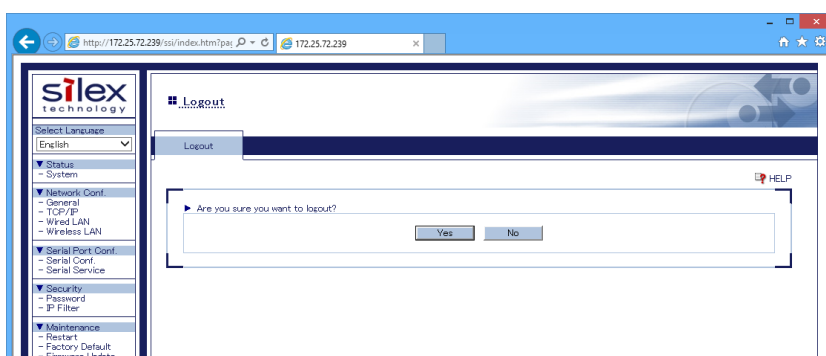 http://172.25.72.239/ssi/index.htm?pa
172.25.72.239
silex
technology
Select Language
English
▼ Status
- System
▼ Network Conf.
- General
- TCP/IP
- Wired LAN
- Wireless LAN
▼ Serial Port Conf.
- Serial Conf.
- Serial Service
▼ Security
- Password
- IP Filter
▼ Maintenance
- Restart
- Factory Default
- Firmware Update
Logout
Logout
HELP
Are you sure you want to logout?
Yes No